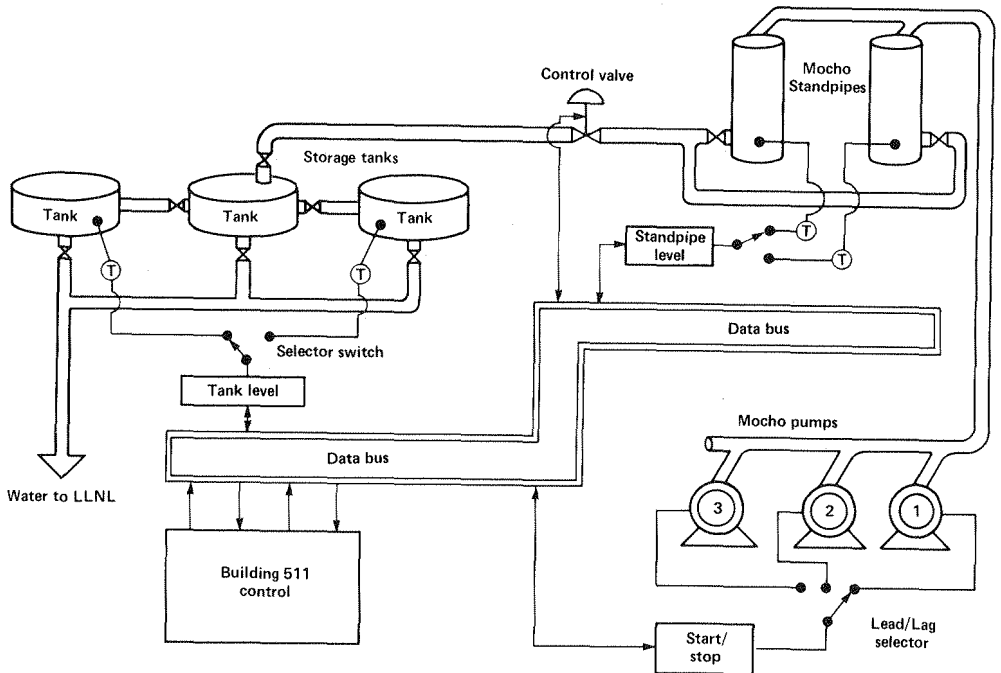 Control valve
Mocho
Standpipes
Storage tanks
Tank
Tank
Tank
T
T
T
T
Standpipe
level
Data bus
Selector switch
Tank level
Data bus
Mocho pumps
Water to LLNL
3
2
1
Building 511
control
Start/
stop
Lead/Lag
selector